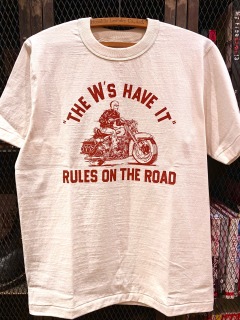 "THE W'S HAVE IT"
RULES ON THE ROAD